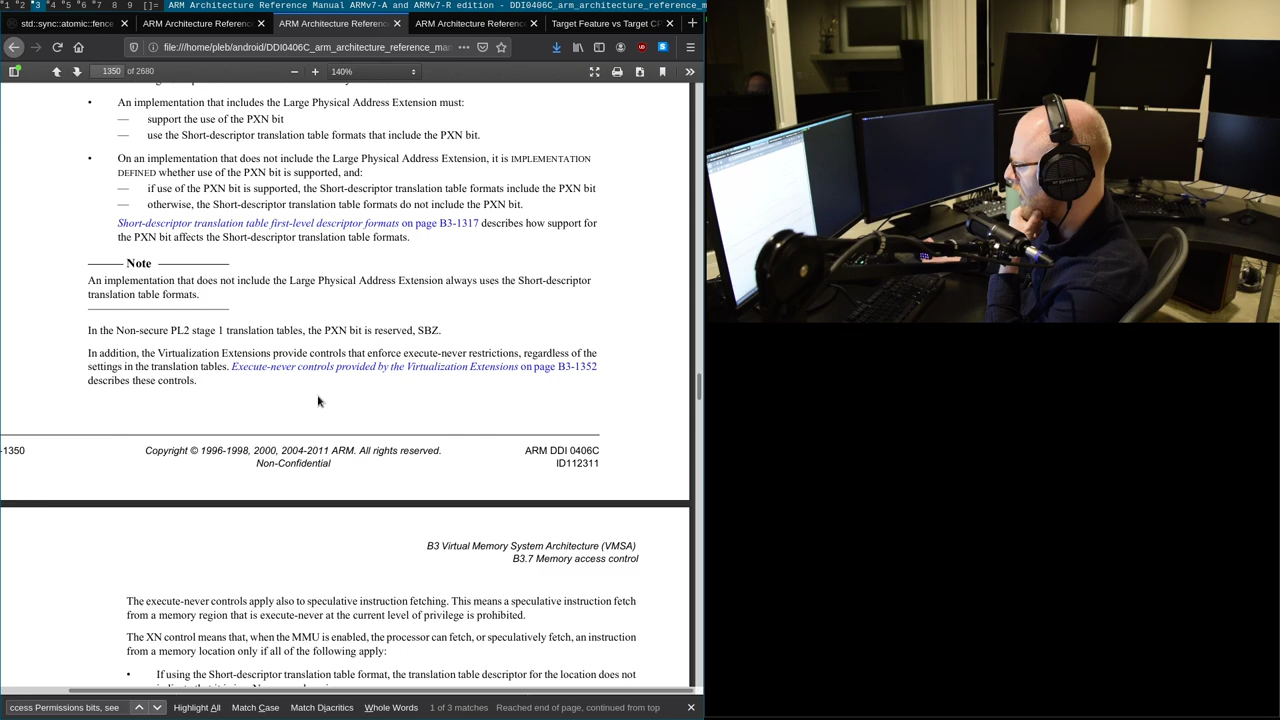 1 2 3 4 5 6 7 8 9 []= ARM Architecture Reference Manual ARMv7-A and ARMv7-R edition - DDI0406C_arm_architecture_reference_m
std::sync::atomic::fence
ARM Architecture Referenc
ARM Architecture Referenc
ARM Architecture Referenc
Target Feature vs Target CP
file:///home/pleb/android/DDI0406C_arm_architecture_reference_man
1350 of 2680
140%
• An implementation that includes the Large Physical Address Extension must:
— support the use of the PXN bit
— use the Short-descriptor translation table formats that include the PXN bit.
• On an implementation that does not include the Large Physical Address Extension, it is IMPLEMENTATION
DEFINED whether use of the PXN bit is supported, and:
— if use of the PXN bit is supported, the Short-descriptor translation table formats include the PXN bit
— otherwise, the Short-descriptor translation table formats do not include the PXN bit.
Short-descriptor translation table first-level descriptor formats on page B3-1317 describes how support for
the PXN bit affects the Short-descriptor translation table formats.
Note
An implementation that does not include the Large Physical Address Extension always uses the Short-descriptor
translation table formats.
In the Non-secure PL2 stage 1 translation tables, the PXN bit is reserved, SBZ.
In addition, the Virtualization Extensions provide controls that enforce execute-never restrictions, regardless of the
settings in the translation tables. Execute-never controls provided by the Virtualization Extensions on page B3-1352
describes these controls.
-1350 Copyright © 1996-1998, 2000, 2004-2011 ARM. All rights reserved. ARM DDI 0406C
Non-Confidential ID112311
B3 Virtual Memory System Architecture (VMSA)
B3.7 Memory access control
The execute-never controls apply also to speculative instruction fetching. This means a speculative instruction fetch
from a memory region that is execute-never at the current level of privilege is prohibited.
The XN control means that, when the MMU is enabled, the processor can fetch, or speculatively fetch, an instruction
from a memory location only if all of the following apply:
• If using the Short-descriptor translation table format, the translation table descriptor for the location does not
ccess Permissions bits, see Highlight All Match Case Match Diacritics Whole Words 1 of 3 matches Reached end of page, continued from top